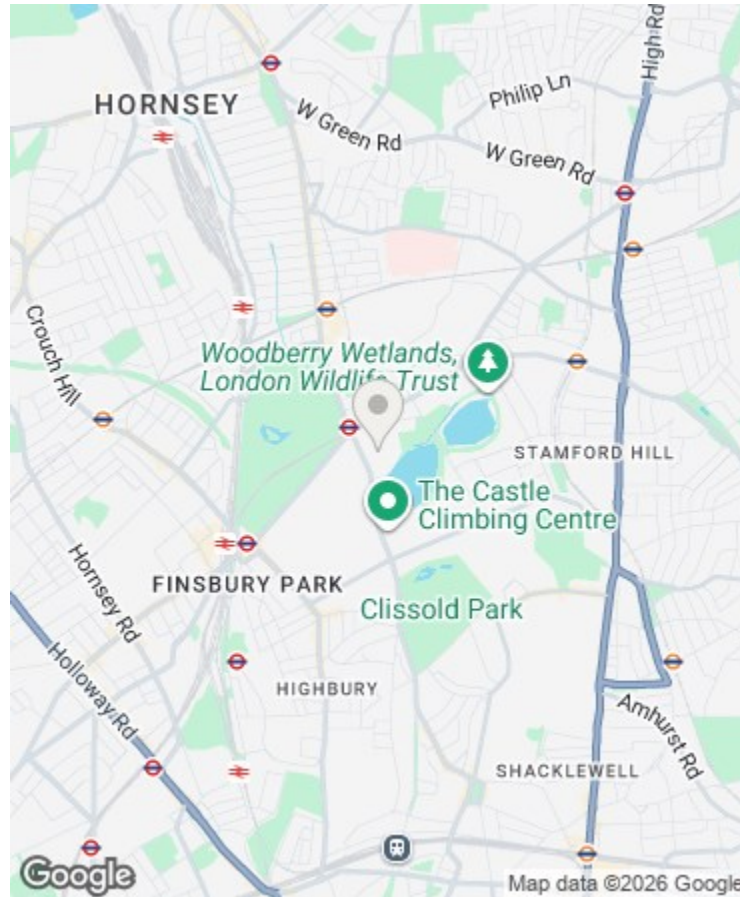 High Rd
HORNSEY
Philip Ln
W Green Rd
W Green Rd
Crouch Hill
Woodberry Wetlands,
London Wildlife Trust
STAMFORD HILL
The Castle
Climbing Centre
Hornsey Rd
FINSBURY PARK
Clissold Park
Holloway Rd
HIGHBURY
Amhurst Rd
SHACKLEWELL
Google
Map data ©2026 Google